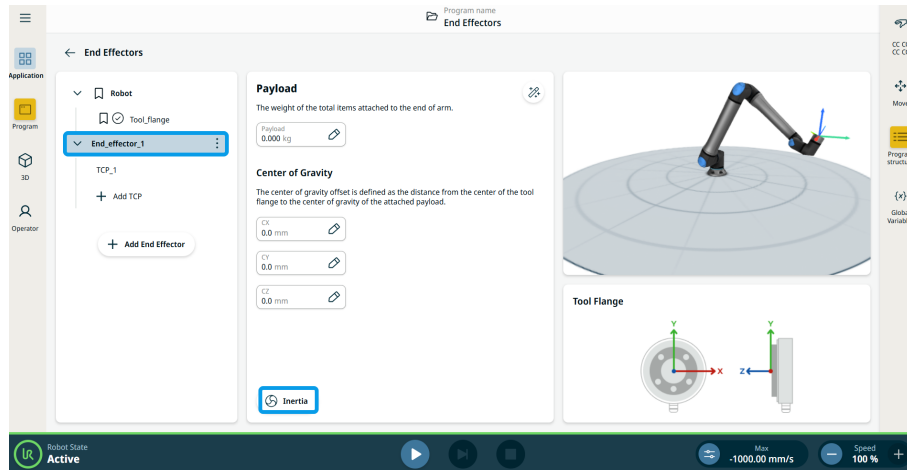 Program name
End Effectors
Application
Program
3D
Operator
End Effectors
Robot
Tool_flange
End_effector_1
TCP_1
Add TCP
Add End Effector
Payload
The weight of the total items attached to the end of arm.
Payload
0.000 kg
Center of Gravity
The center of gravity offset is defined as the distance from the center of the tool
flange to the center of gravity of the attached payload.
CX
0.0 mm
CY
0.0 mm
CZ
0.0 mm
Inertia
Tool Flange
Y
X
Y
Z
Move
Progra
structu
{x}
Globa
Variabl
Robot State
Active
Max
-1000.00 mm/s
Speed
100 %